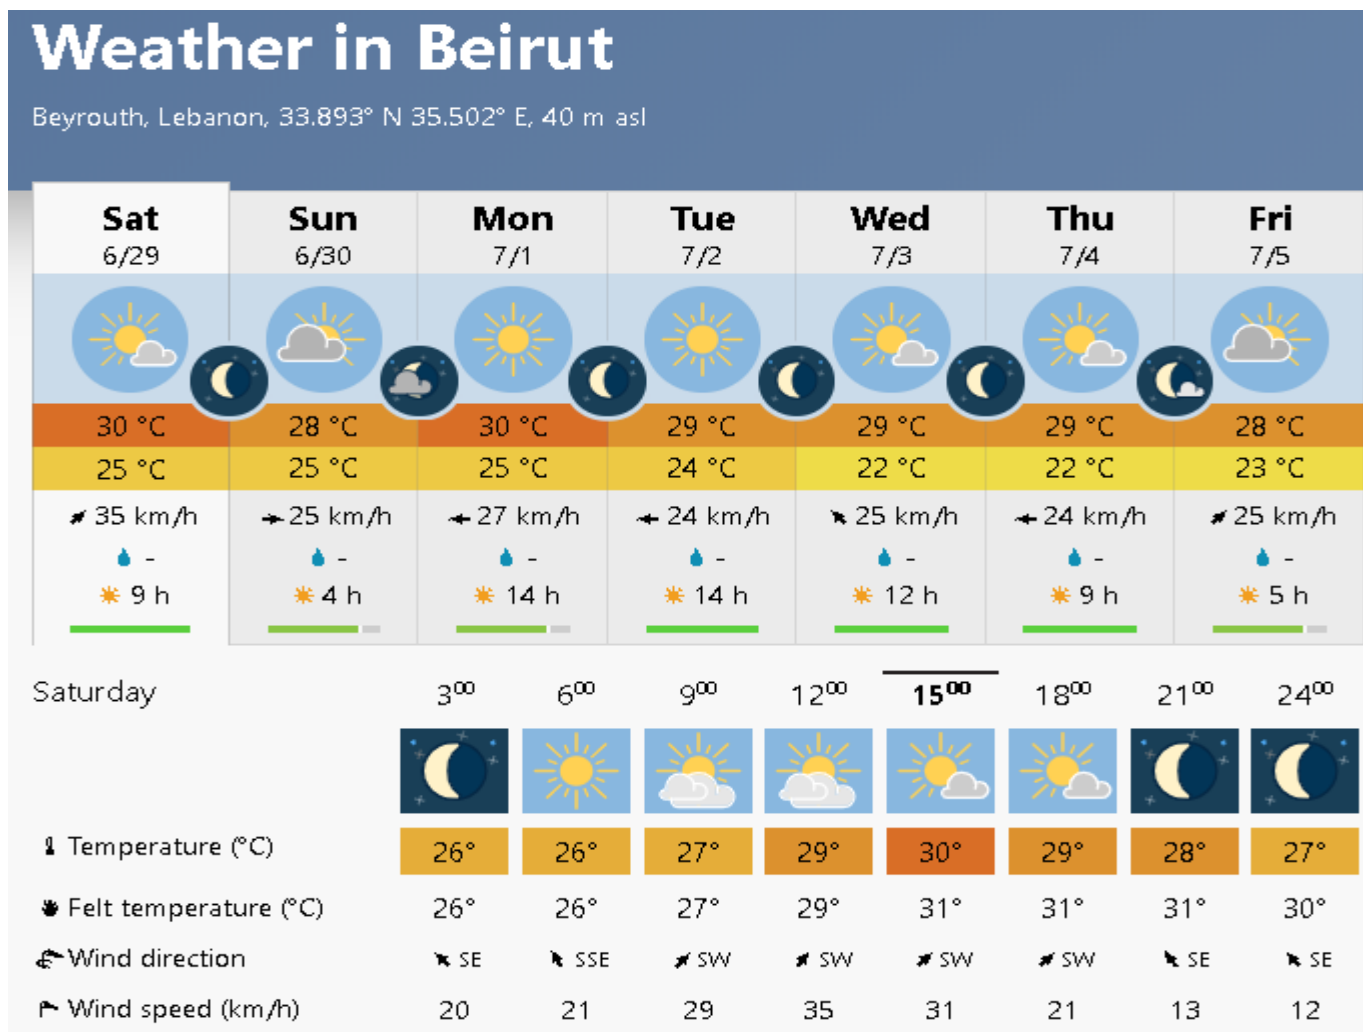 Weather in Beirut
Beyrouth, Lebanon, 33.893° N 35.502° E, 40 m asl
Sat Sun Mon Tue Wed Thu Fri
6/29 6/30 7/1 7/2 7/3 7/4 7/5
30 °C 28 °C 30 °C 29 °C 29 °C 29 °C 28 °C
25 °C 25 °C 25 °C 24 °C 22 °C 22 °C 23 °C
35 km/h 25 km/h 27 km/h 24 km/h 25 km/h 24 km/h 25 km/h
- - - - - - -
9 h 4 h 14 h 14 h 12 h 9 h 5 h
Saturday 3⁰⁰ 6⁰⁰ 9⁰⁰ 12⁰⁰ 15⁰⁰ 18⁰⁰ 21⁰⁰ 24⁰⁰
Temperature (°C) 26° 26° 27° 29° 30° 29° 28° 27°
Felt temperature (°C) 26° 26° 27° 29° 31° 31° 31° 30°
Wind direction SE SSE SW SW SW SW SE SE
Wind speed (km/h) 20 21 29 35 31 21 13 12